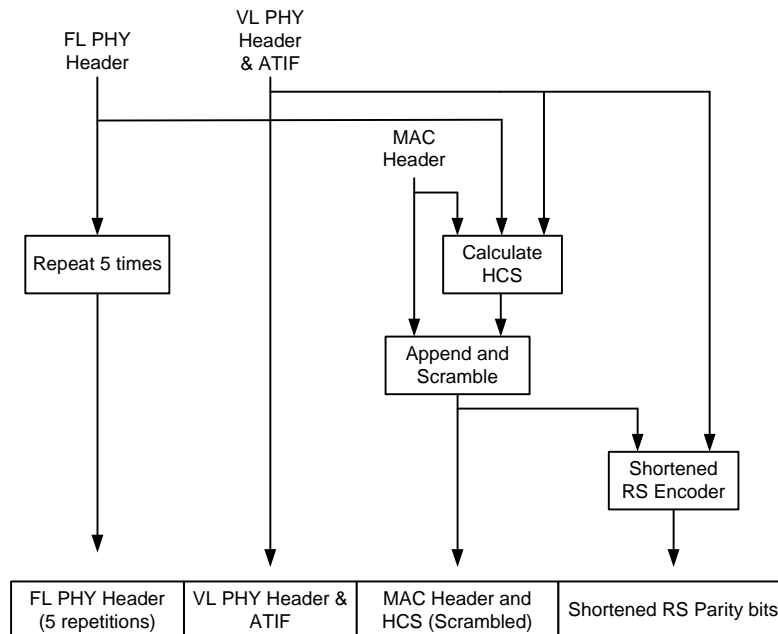 FL PHY
Header
VL PHY
Header
& ATIF
MAC
Header
Repeat 5 times
Calculate
HCS
Append and
Scramble
Shortened
RS Encoder
FL PHY Header
(5 repetitions)
VL PHY Header &
ATIF
MAC Header and
HCS (Scrambled)
Shortened RS Parity bits